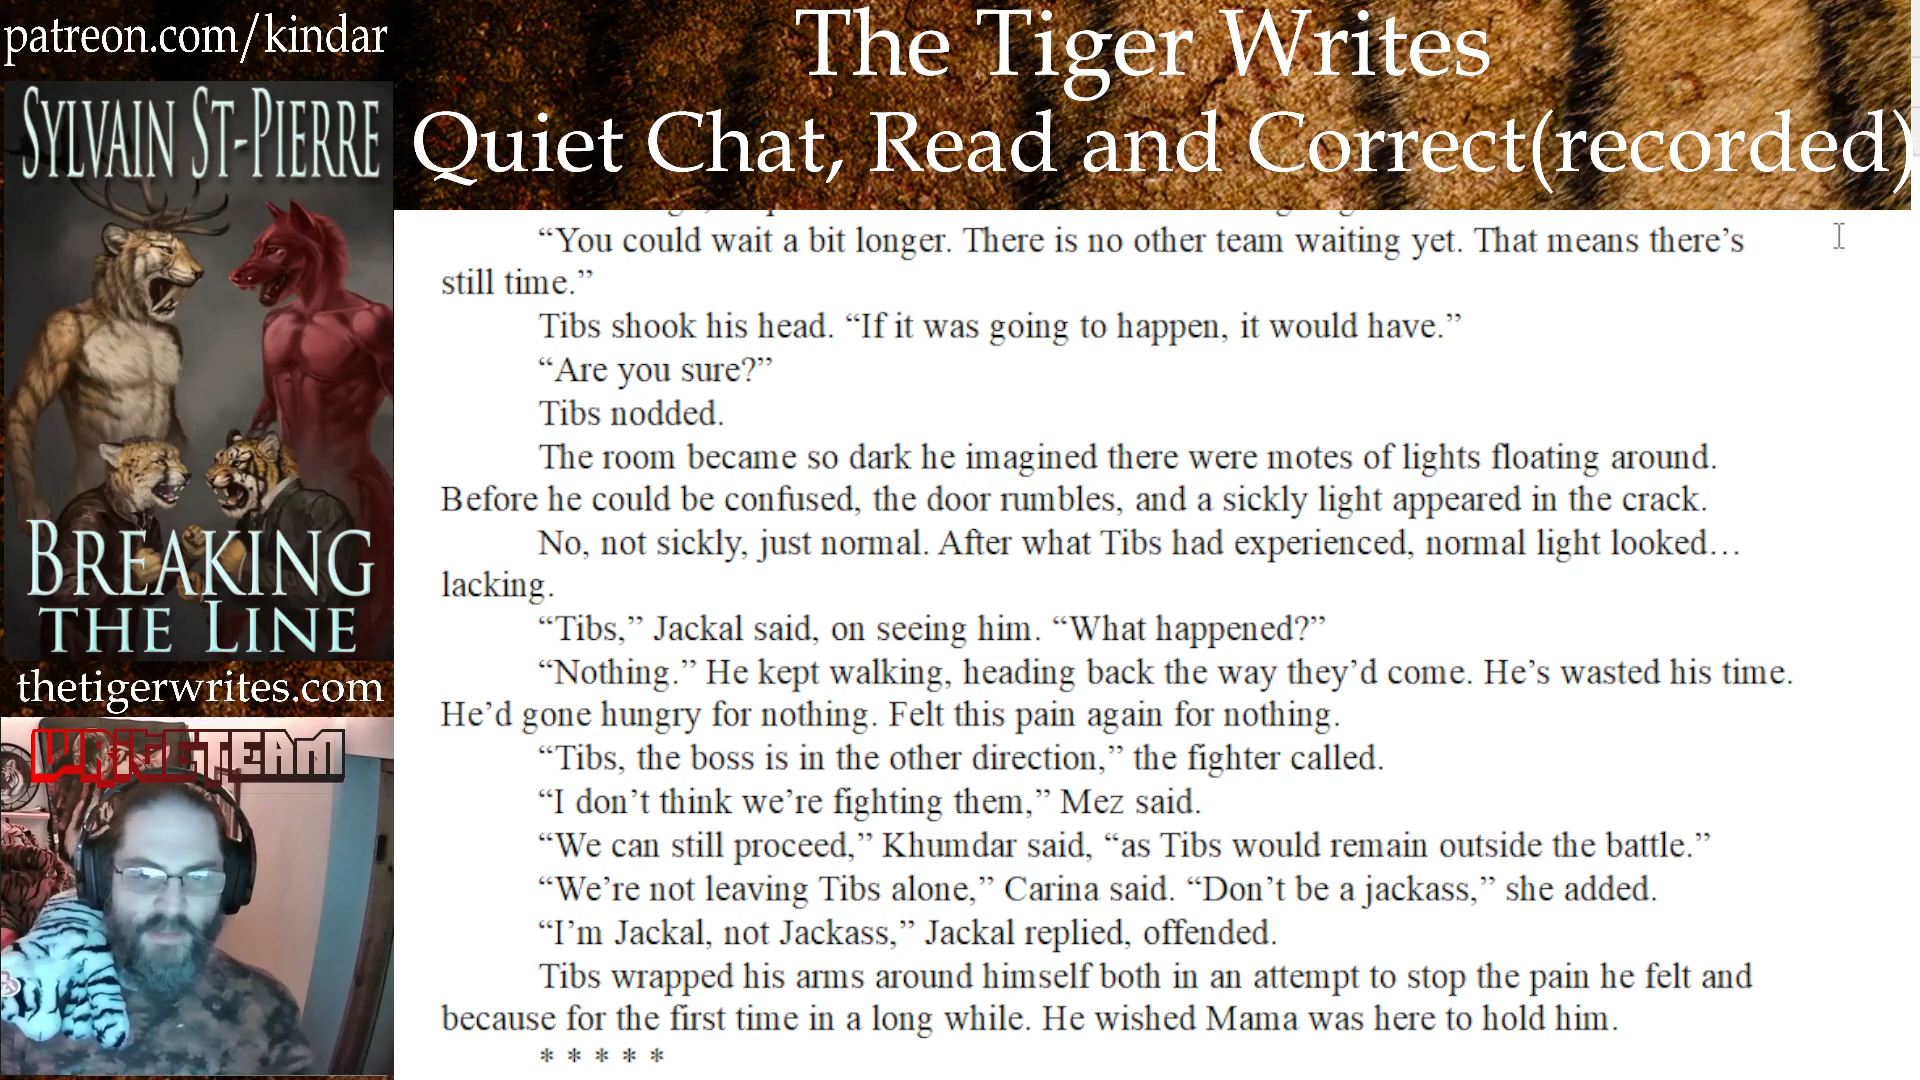 patreon.com/kindar
SYLVAIN ST-PIERRE
BREAKING
THE LINE
thetigerwrites.com
WRITETEAM
The Tiger Writes
Quiet Chat, Read and Correct(recorded)
“You could wait a bit longer. There is no other team waiting yet. That means there’s
still time.”
Tibs shook his head. “If it was going to happen, it would have.”
“Are you sure?”
Tibs nodded.
The room became so dark he imagined there were motes of lights floating around.
Before he could be confused, the door rumbles, and a sickly light appeared in the crack.
No, not sickly, just normal. After what Tibs had experienced, normal light looked…
lacking.
“Tibs,” Jackal said, on seeing him. “What happened?”
“Nothing.” He kept walking, heading back the way they’d come. He’s wasted his time.
He’d gone hungry for nothing. Felt this pain again for nothing.
“Tibs, the boss is in the other direction,” the fighter called.
“I don’t think we’re fighting them,” Mez said.
“We can still proceed,” Khumdar said, “as Tibs would remain outside the battle.”
“We’re not leaving Tibs alone,” Carina said. “Don’t be a jackass,” she added.
“I’m Jackal, not Jackass,” Jackal replied, offended.
Tibs wrapped his arms around himself both in an attempt to stop the pain he felt and
because for the first time in a long while. He wished Mama was here to hold him.
* * * * *